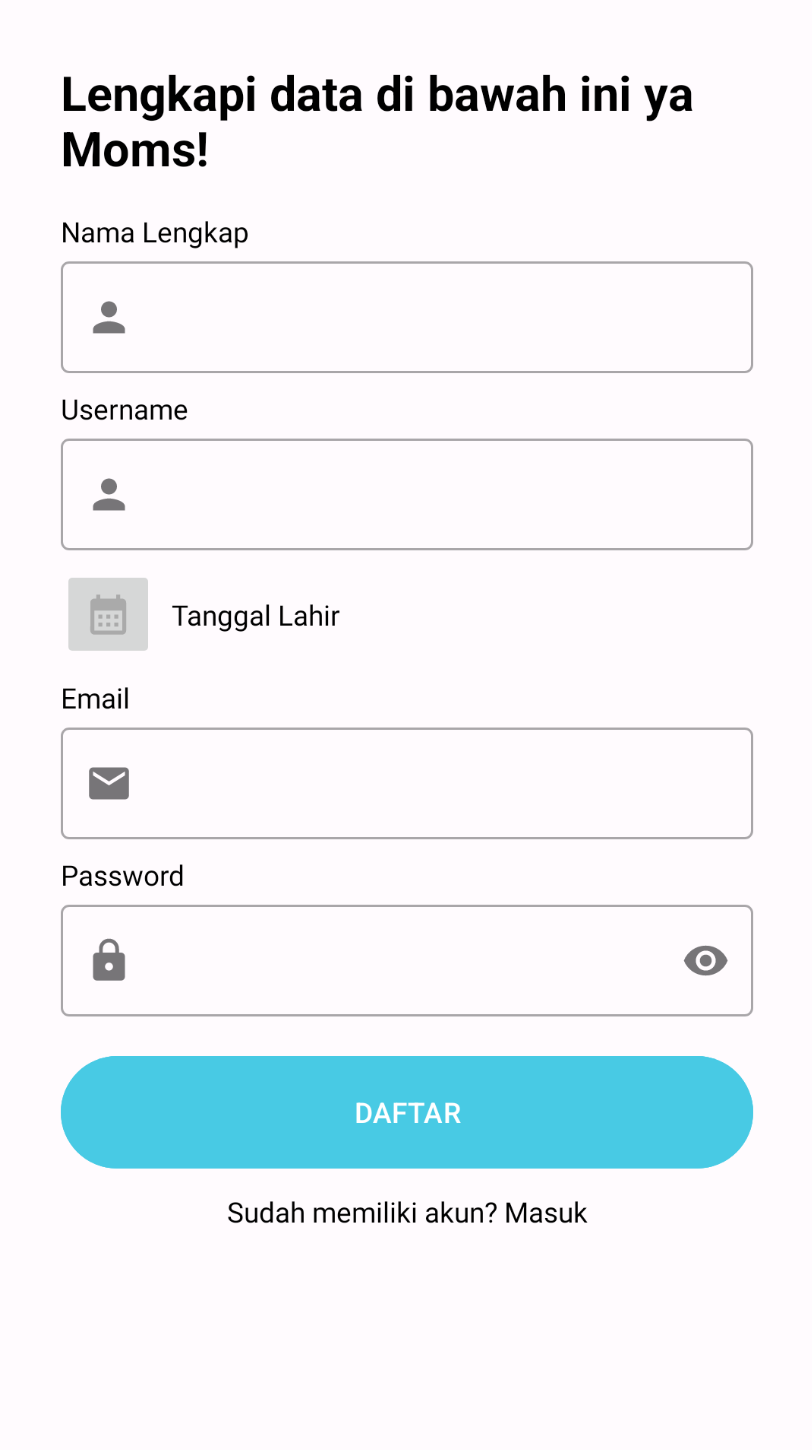 Lengkapi data di bawah ini ya
Moms!
Nama Lengkap
Username
Tanggal Lahir
Email
Password
DAFTAR
Sudah memiliki akun? Masuk